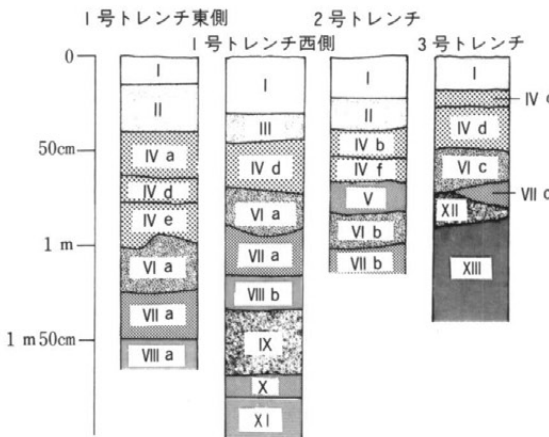 1号トレンチ東側
1号トレンチ西側
2号トレンチ
3号トレンチ
0
50cm
1 m
1 m 50cm
I
II
IV a
IV d
IV e
VI a
VII a
VIII a
I
III
IV d
VI a
VII a
VIII b
IX
X
XI
I
II
IV b
IV f
V
VI b
VII b
I
IV c
IV d
VI c
VII c
XII
XIII